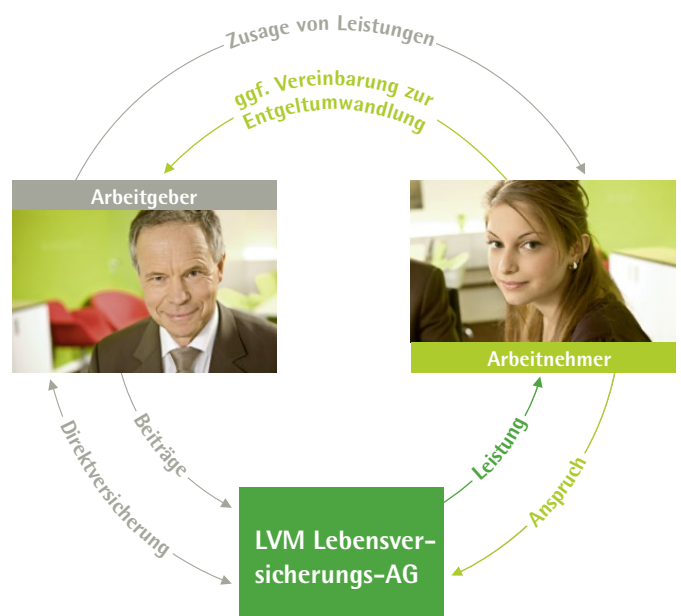 Zusage von Leistungen
ggf. Vereinbarung zur
Entgeltumwandlung
Arbeitgeber
Arbeitnehmer
Direktversicherung
Beiträge
Leistung
Anspruch
LVM Lebensver-
sicherungs-AG